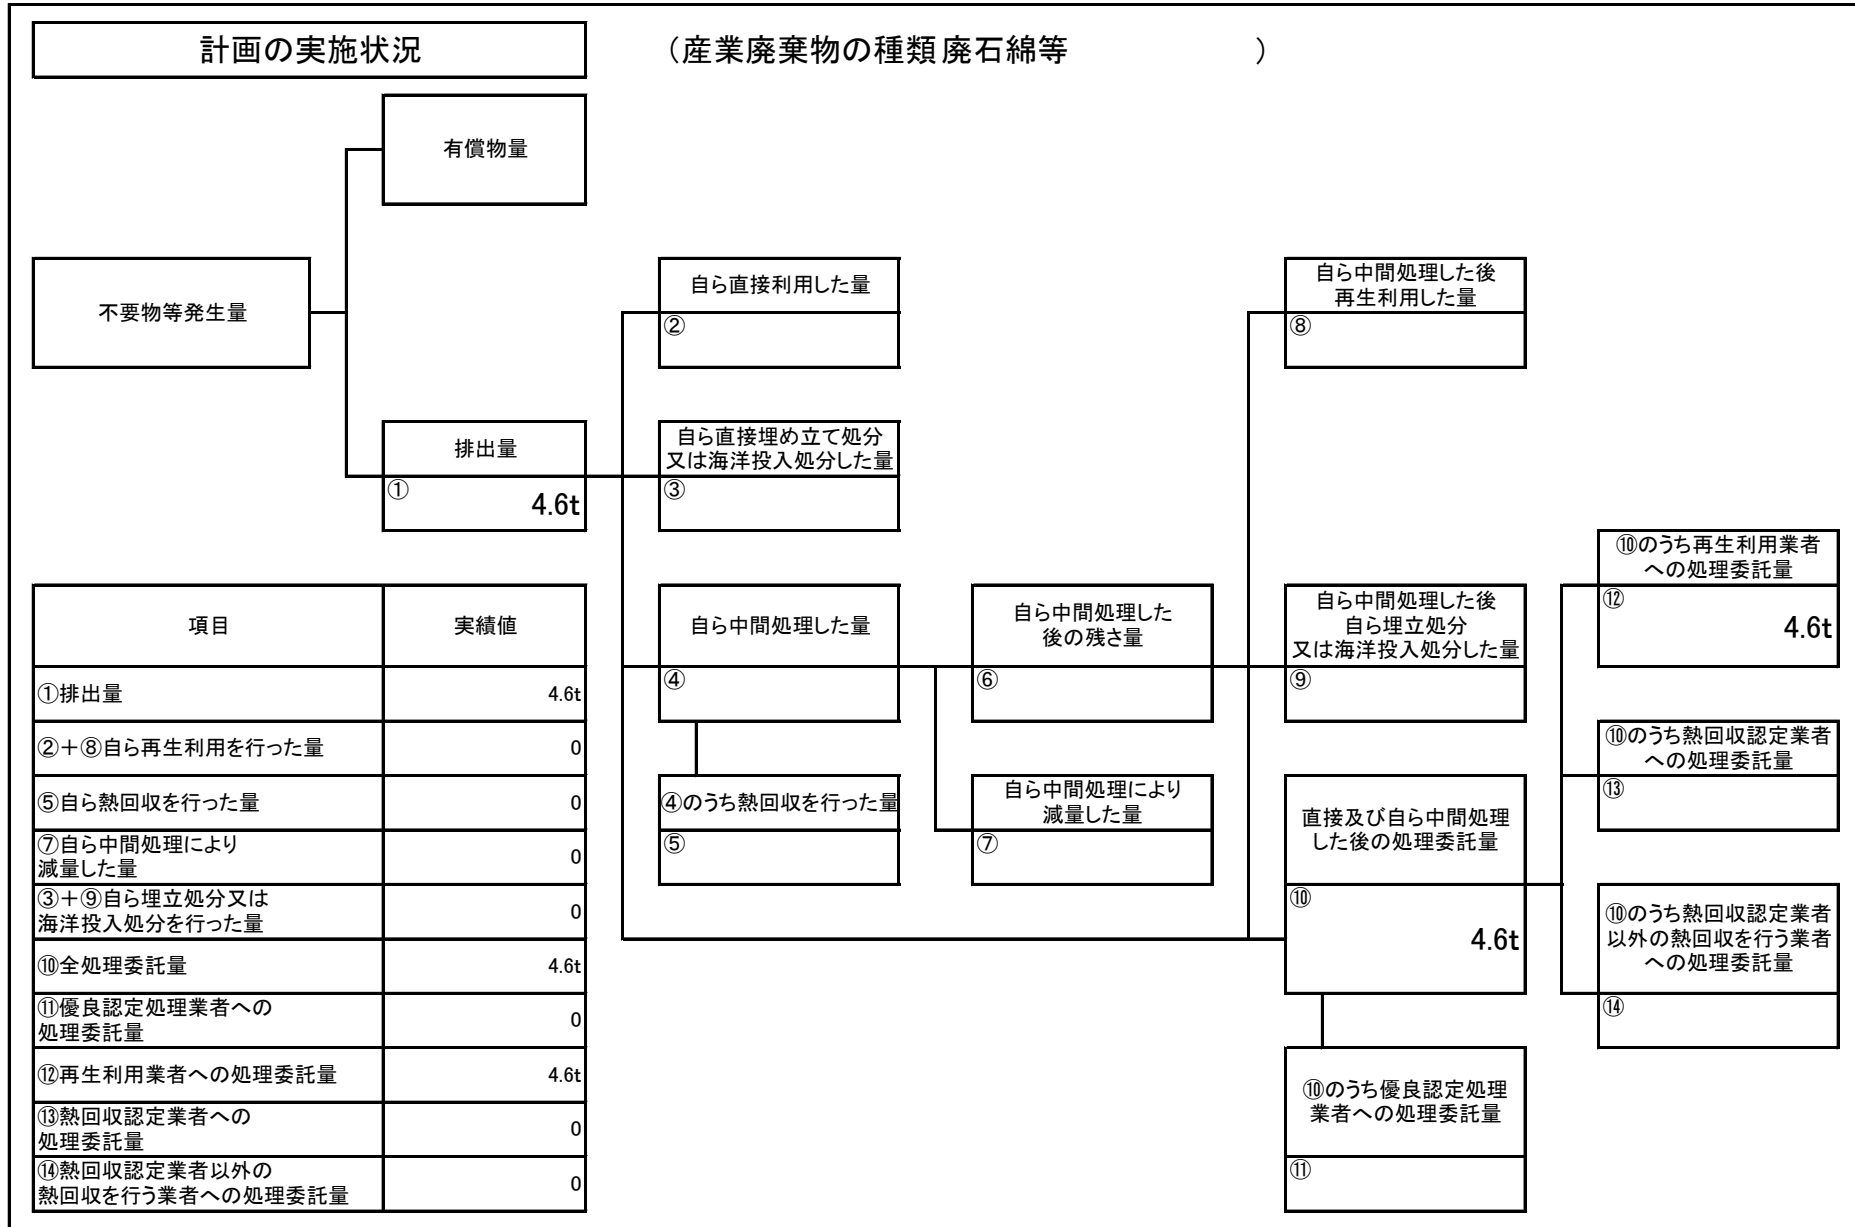 計画の実施状況
（産業廃棄物の種類 廃石綿等　　　　　　）
有償物量
不要物等発生量
自ら直接利用した量
②
自ら中間処理した後
再生利用した量
⑧
排出量
①
4.6t
自ら直接埋め立て処分
又は海洋投入処分した量
③
⑩のうち再生利用業者
への処理委託量
⑫
4.6t
自ら中間処理した量
④
自ら中間処理した
後の残さ量
⑥
自ら中間処理した後
自ら埋立処分
又は海洋投入処分した量
⑨
⑩のうち熱回収認定業者
への処理委託量
⑬
④のうち熱回収を行った量
⑤
自ら中間処理により
減量した量
⑦
直接及び自ら中間処理
した後の処理委託量
⑩
4.6t
⑩のうち熱回収認定業者
以外の熱回収を行う業者
への処理委託量
⑭
⑩のうち優良認定処理
業者への処理委託量
⑪
項目 実績値
①排出量 4.6t
②＋⑧自ら再生利用を行った量 0
⑤自ら熱回収を行った量 0
⑦自ら中間処理により
減量した量 0
③＋⑨自ら埋立処分又は
海洋投入処分を行った量 0
⑩全処理委託量 4.6t
⑪優良認定処理業者への
処理委託量 0
⑫再生利用業者への処理委託量 4.6t
⑬熱回収認定業者への
処理委託量 0
⑭熱回収認定業者以外の
熱回収を行う業者への処理委託量 0